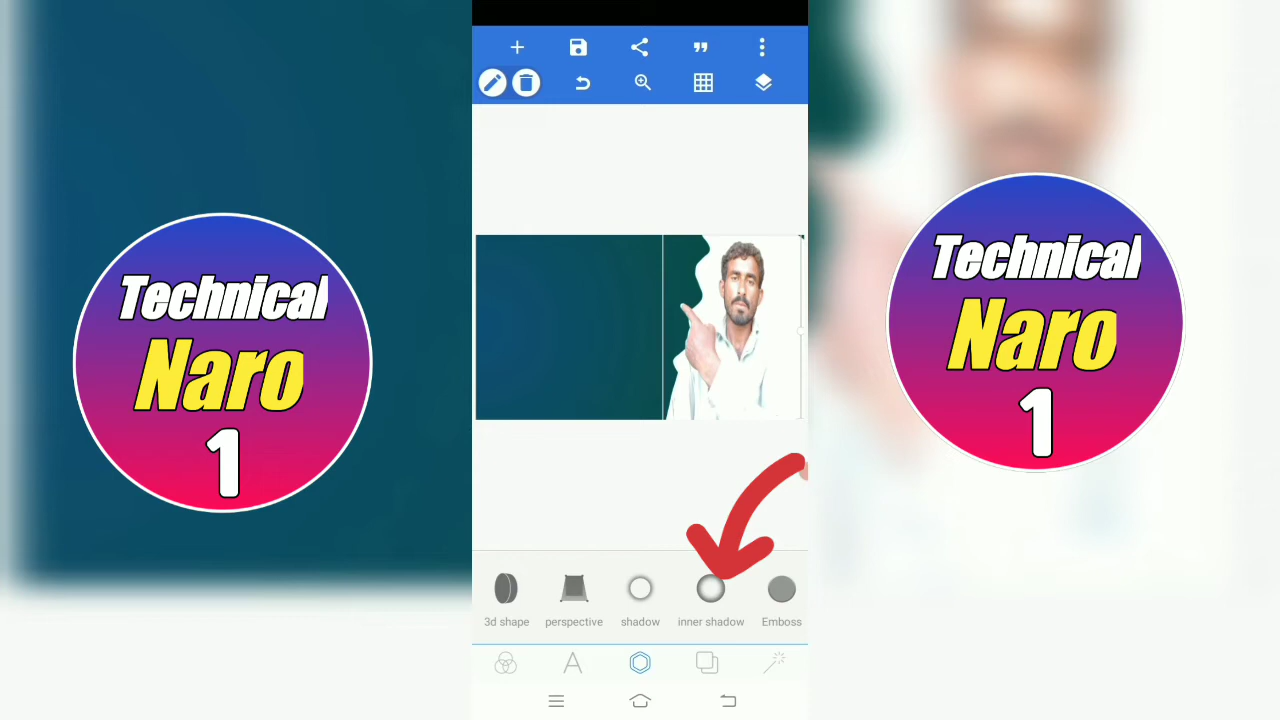 Technical
Naro
1
3d shape
perspective
shadow
inner shadow
Emboss
Technical
Naro
1